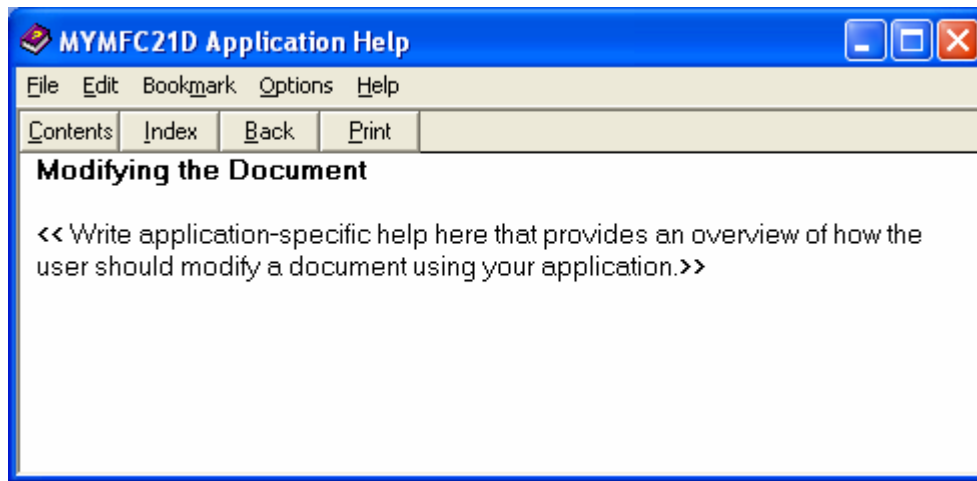 MYMFC21D Application Help
File Edit Bookmark Options Help
Contents Index Back Print
Modifying the Document
<< Write application-specific help here that provides an overview of how the
user should modify a document using your application.>>